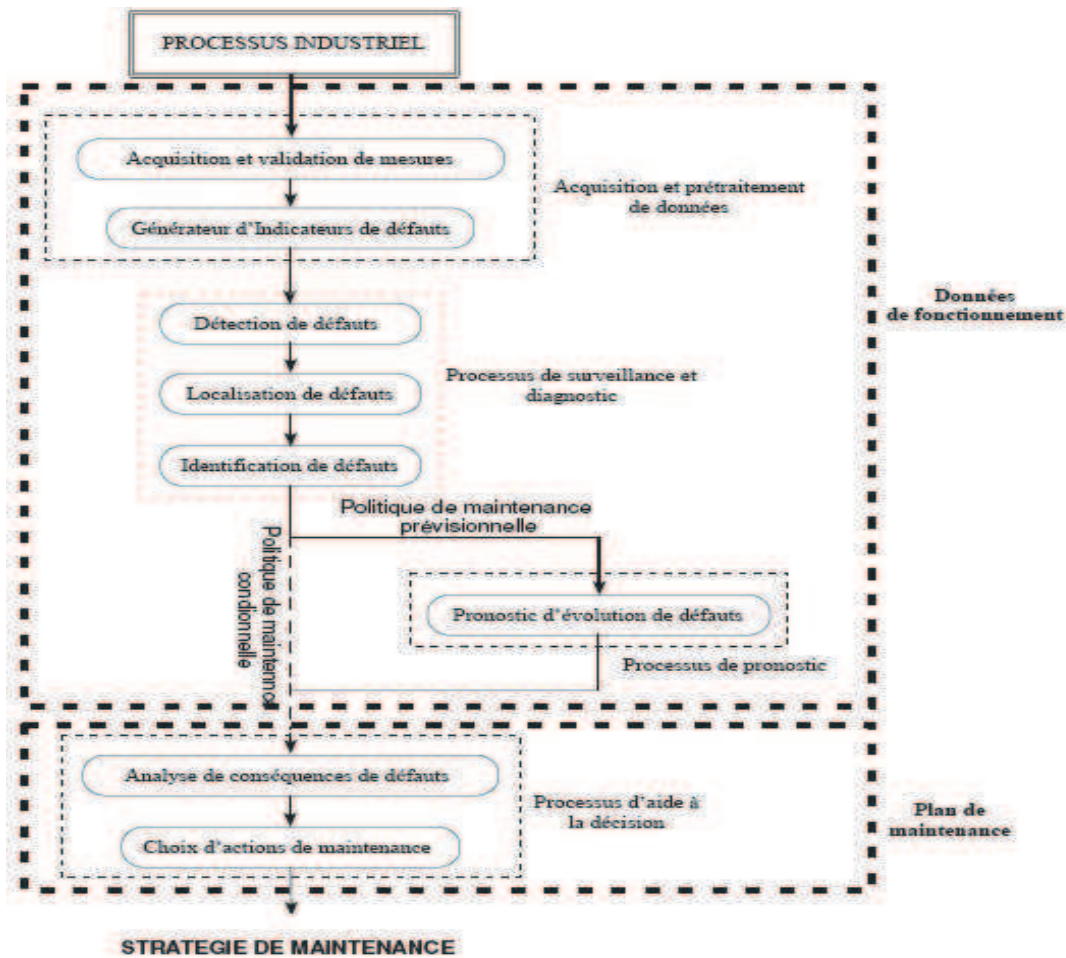 PROCESSUS INDUSTRIEL
Acquisition et validation de mesures
Générateur d'Indicateurs de défauts
Acquisition et prétraitement
de données
Détection de défauts
Localisation de défauts
Identification de défauts
Processus de surveillance et
diagnostic
Données
de fonctionnement
Politique de maintenance
prévisionnelle
Politique de maintennc
condionnelle
Pronostic d'évolution de défauts
Processus de pronostic
Analyse de conséquences de défauts
Choix d'actions de maintenance
Processus d'aide à
la décision
Plan de
maintenance
STRATEGIE DE MAINTENANCE